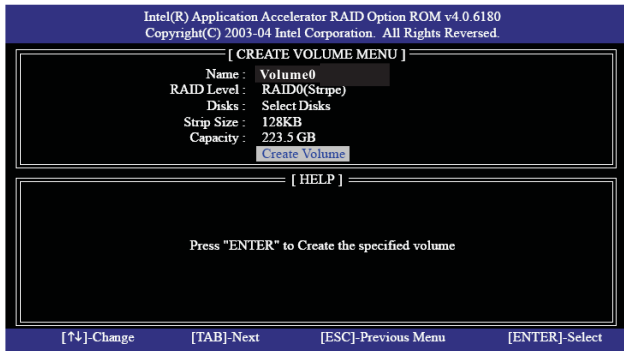 Intel(R) Application Accelerator RAID Option ROM v4.0.6180
Copyright(C) 2003-04 Intel Corporation. All Rights Reversed.
[ CREATE VOLUME MENU ]
Name : Volume0
RAID Level : RAID0(Stripe)
Disks : Select Disks
Strip Size : 128KB
Capacity : 223.5 GB
Create Volume
[ HELP ]
Press "ENTER" to Create the specified volume
[↑↓]-Change [TAB]-Next [ESC]-Previous Menu [ENTER]-Select